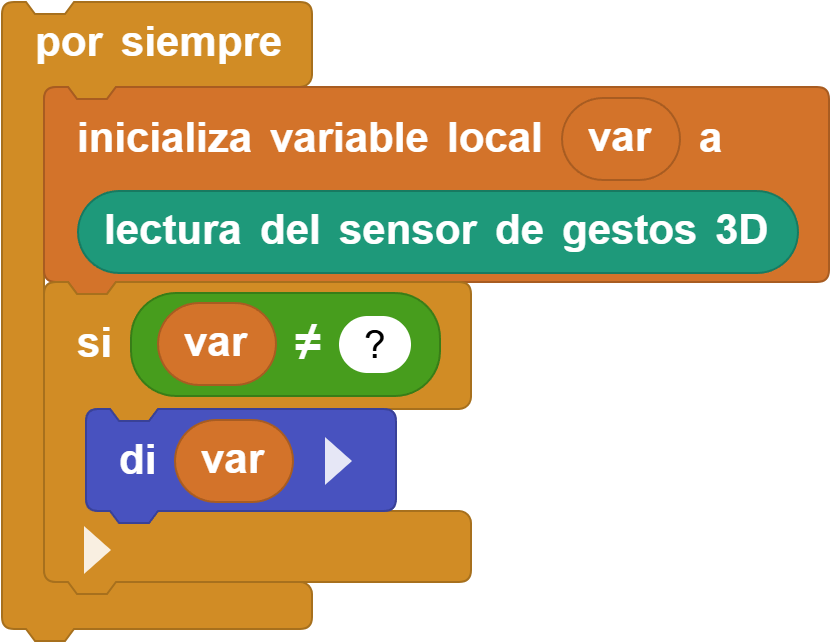 por siempre
inicializa variable local var a
lectura del sensor de gestos 3D
si var ≠ ?
di var